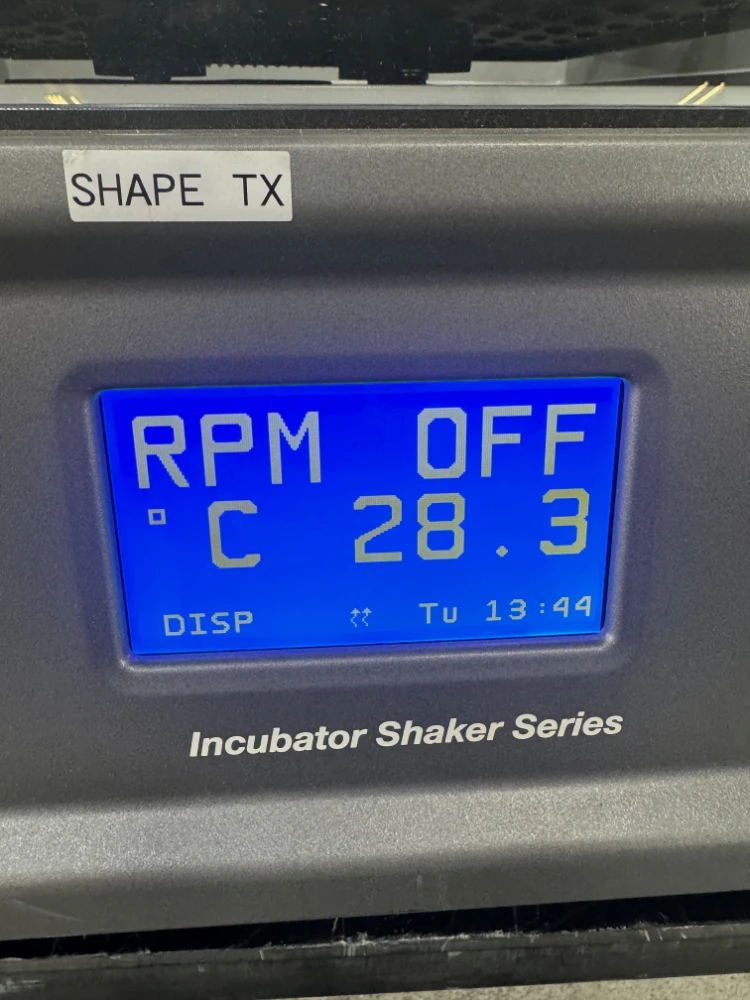 SHAPE TX
RPM OFF
°C 28.3
DISP Tu 13:44
Incubator Shaker Series